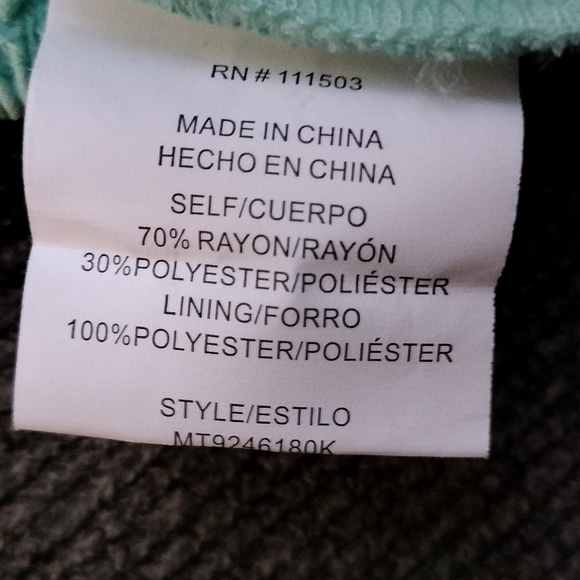 RN # 111503
MADE IN CHINA
HECHO EN CHINA
SELF/CUERPO
70% RAYON/RAYÓN
30%POLYESTER/POLIÉSTER
LINING/FORRO
100%POLYESTER/POLIÉSTER
STYLE/ESTILO
MT9246180K